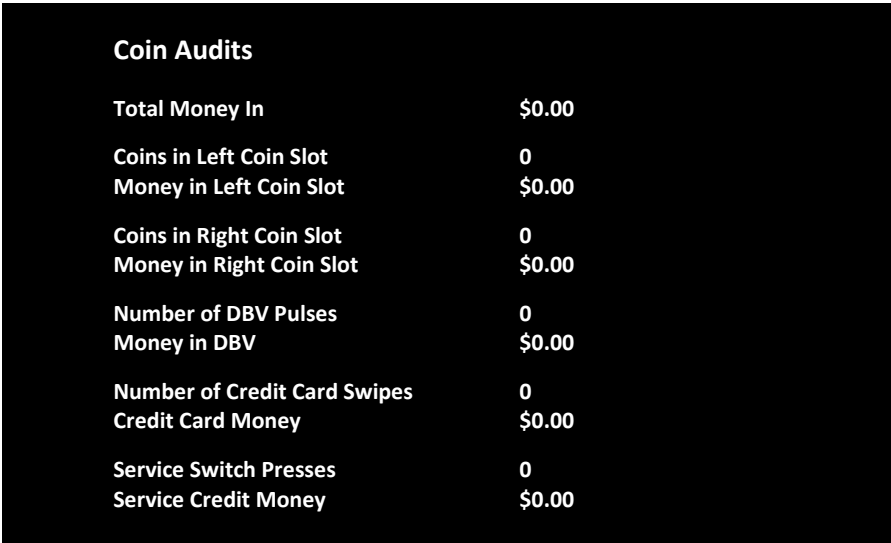 Coin Audits
Total Money In $0.00
Coins in Left Coin Slot 0
Money in Left Coin Slot $0.00
Coins in Right Coin Slot 0
Money in Right Coin Slot $0.00
Number of DBV Pulses 0
Money in DBV $0.00
Number of Credit Card Swipes 0
Credit Card Money $0.00
Service Switch Presses 0
Service Credit Money $0.00